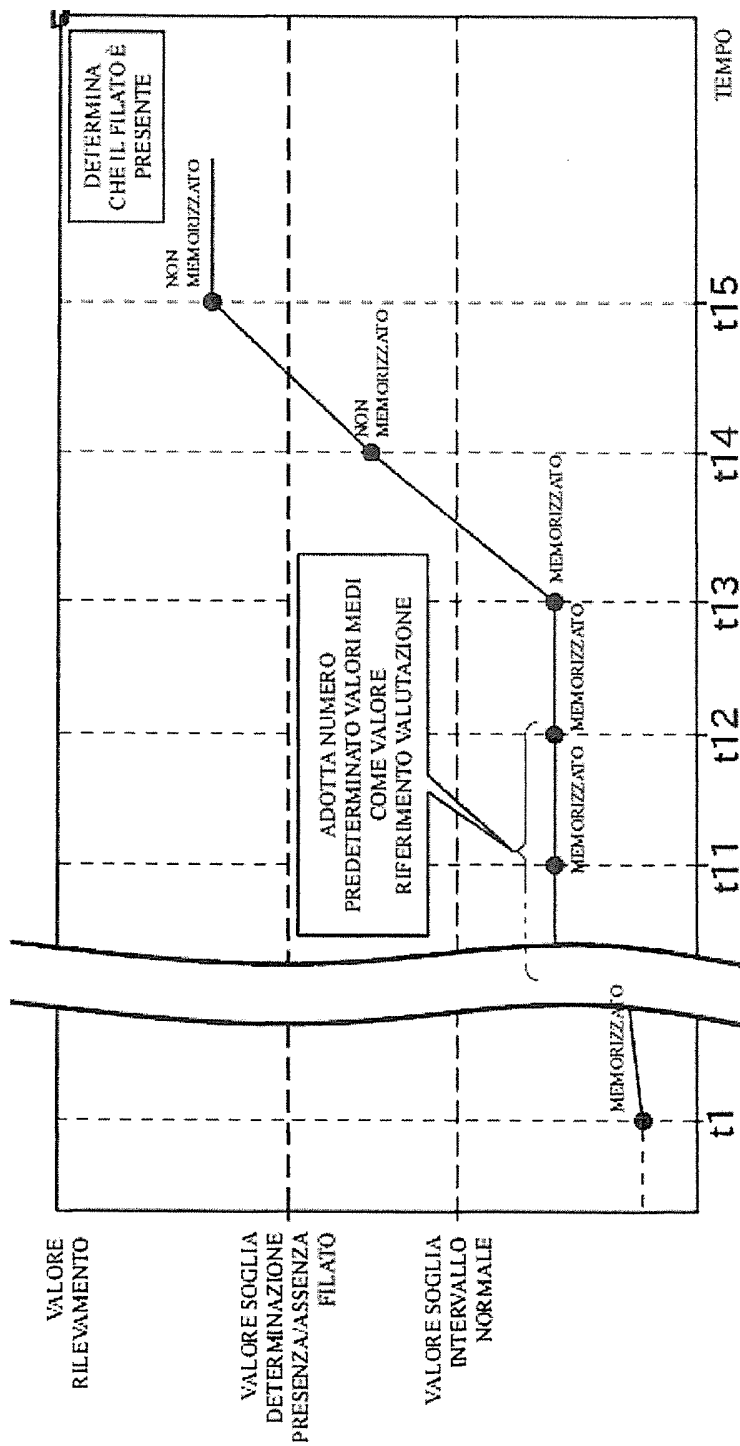 VALORE
RILEVAMENTO
DETERMINA
CHE IL FILATO È
PRESENTE
NON
MEMORIZZATO
VALORE SOGLIA
DETERMINAZIONE
PRESENZA/ASSENZA
FILATO
NON
MEMORIZZATO
ADOTTA NUMERO
PREDETERMINATO VALORI MEDI
COME VALORE
RIFERIMENTO VALUTAZIONE
VALORE SOGLIA
INTERVALLO
NORMALE
MEMORIZZATO
MEMORIZZATO
MEMORIZZATO
MEMORIZZATO
t1
t11
t12
t13
t14
t15
TEMPO